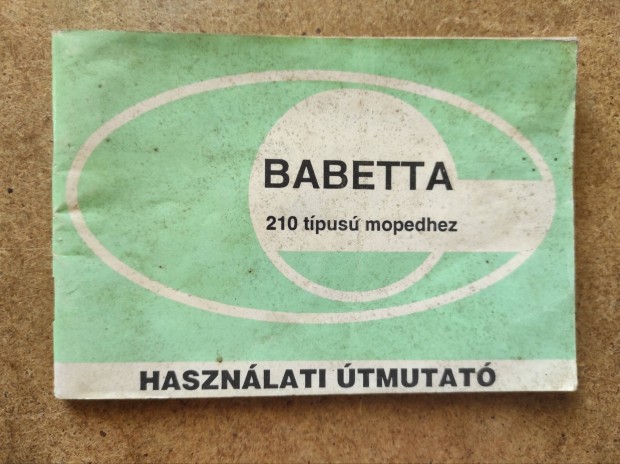 BABETTA
210 típusú mopedhez
HASZNÁLATI ÚTMUTATÓ